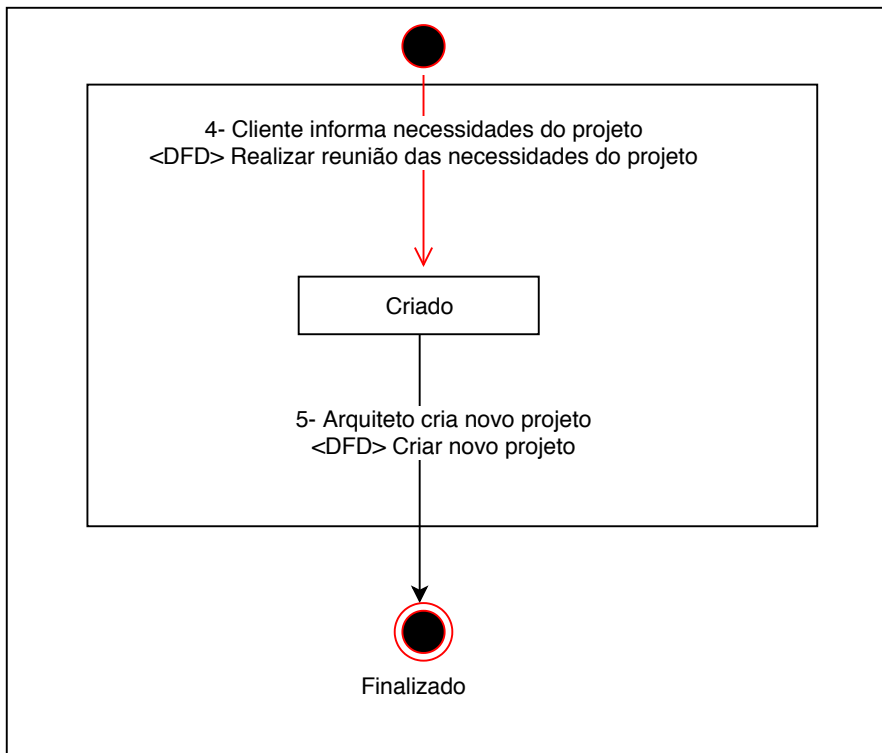 4- Cliente informa necessidades do projeto
<DFD> Realizar reunião das necessidades do projeto
Criado
5- Arquiteto cria novo projeto
<DFD> Criar novo projeto
Finalizado